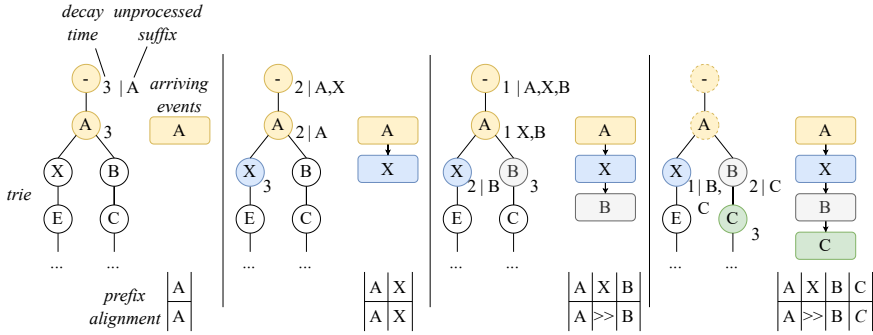 decay unprocessed
time suffix
- 3 | A
arriving
events
A 3
A
X B
trie
E C
... ...
prefix
alignment
A
A
- 2 | A,X
A 2 | A
A
X
X 3 B
E C
... ...
A X
A X
- 1 | A,X,B
A 1 X,B
A
X
B
X 2 | B B 3
E C
... ...
A X B
A >> B
-
A
A
X
B
C
X 1 | B, C B 2 | C
E C 3
... ...
A X B C
A >> B C